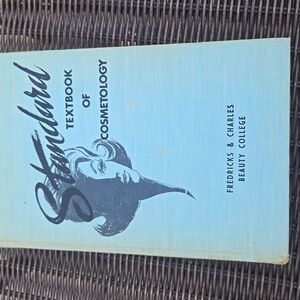 Standard
TEXTBOOK
OF
COSMETOLOGY
FREDRICKS & CHARLES
BEAUTY COLLEGE